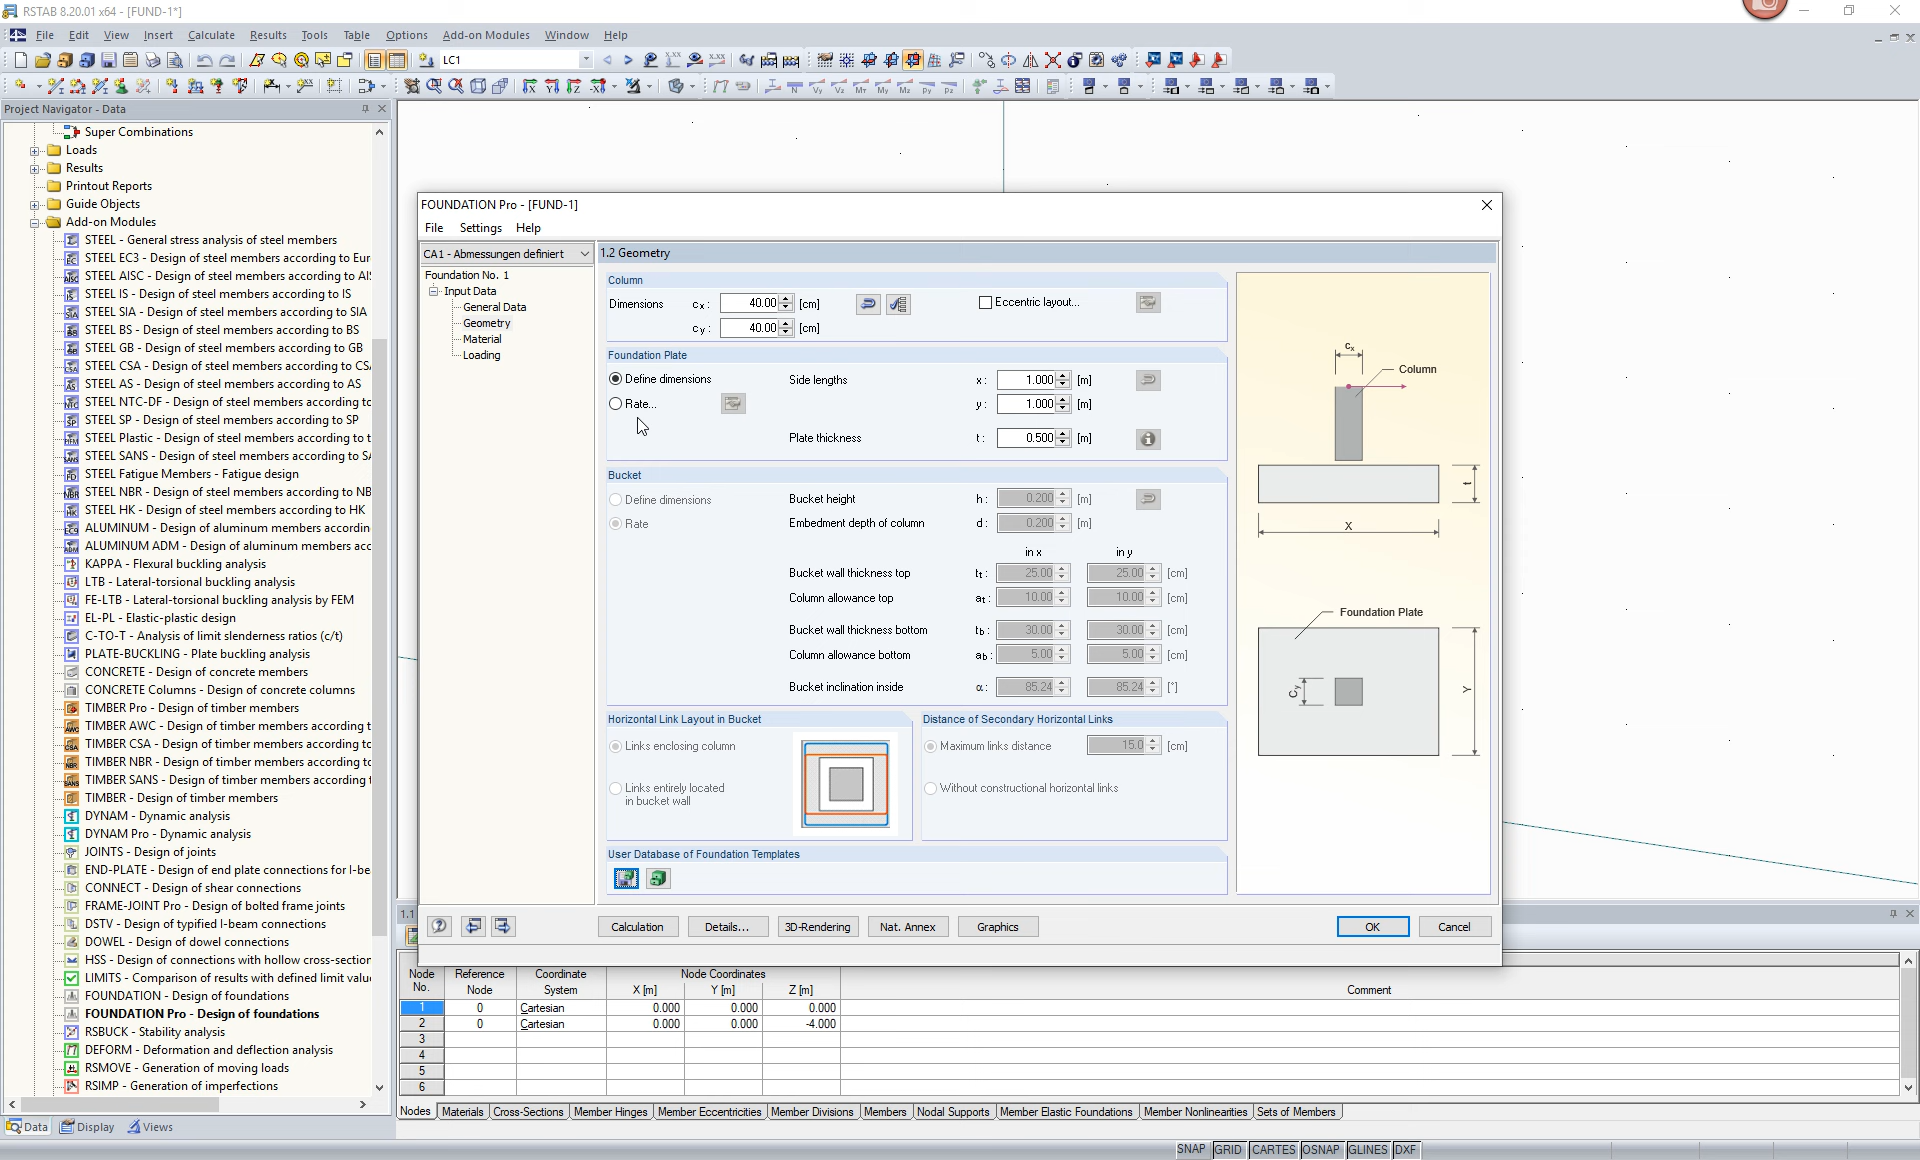 RSTAB 8.20.01 x64 - [FUND-1*]
File Edit View Insert Calculate Results Tools Table Options Add-on Modules Window Help
LC1
Project Navigator - Data
Super Combinations
Loads
Results
Printout Reports
Guide Objects
Add-on Modules
STEEL - General stress analysis of steel members
STEEL EC3 - Design of steel members according to Eur
STEEL AISC - Design of steel members according to AI
STEEL IS - Design of steel members according to IS
STEEL SIA - Design of steel members according to SIA
STEEL BS - Design of steel members according to BS
STEEL GB - Design of steel members according to GB
STEEL CSA - Design of steel members according to CS
STEEL AS - Design of steel members according to AS
STEEL NTC-DF - Design of steel members according to
STEEL SP - Design of steel members according to SP
STEEL Plastic - Design of steel members according to t
STEEL SANS - Design of steel members according to SA
STEEL Fatigue Members - Fatigue design
STEEL NBR - Design of steel members according to NB
STEEL HK - Design of steel members according to HK
ALUMINUM - Design of aluminum members accordin
ALUMINUM ADM - Design of aluminum members acc
KAPPA - Flexural buckling analysis
LTB - Lateral-torsional buckling analysis
FE-LTB - Lateral-torsional buckling analysis by FEM
EL-PL - Elastic-plastic design
C-TO-T - Analysis of limit slenderness ratios (c/t)
PLATE-BUCKLING - Plate buckling analysis
CONCRETE - Design of concrete members
CONCRETE Columns - Design of concrete columns
TIMBER Pro - Design of timber members
TIMBER AWC - Design of timber members according t
TIMBER CSA - Design of timber members according to
TIMBER NBR - Design of timber members according to
TIMBER SANS - Design of timber members according t
TIMBER - Design of timber members
DYNAM - Dynamic analysis
DYNAM Pro - Dynamic analysis
JOINTS - Design of joints
END-PLATE - Design of end plate connections for I-be
CONNECT - Design of shear connections
FRAME-JOINT Pro - Design of bolted frame joints
DSTV - Design of typified I-beam connections
DOWEL - Design of dowel connections
HSS - Design of connections with hollow cross-section
LIMITS - Comparison of results with defined limit value
FOUNDATION - Design of foundations
FOUNDATION Pro - Design of foundations
RSBUCK - Stability analysis
DEFORM - Deformation and deflection analysis
RSMOVE - Generation of moving loads
RSIMP - Generation of imperfections
Data Display Views
FOUNDATION Pro - [FUND-1]
File Settings Help
CA1 - Abmessungen definiert
Foundation No. 1
Input Data
General Data
Geometry
Material
Loading
1.2 Geometry
Column
Dimensions cx: 40.00 [cm] Eccentric layout...
cy: 40.00 [cm]
Foundation Plate
Define dimensions Side lengths x: 1.000 [m]
Rate... y: 1.000 [m]
Plate thickness t: 0.500 [m]
Bucket
Define dimensions Bucket height h: 0.200 [m]
Rate Embedment depth of column d: 0.200 [m]
in x in y
Bucket wall thickness top tt: 25.00 25.00 [cm]
Column allowance top at: 10.00 10.00 [cm]
Bucket wall thickness bottom tb: 30.00 30.00 [cm]
Column allowance bottom ab: 5.00 5.00 [cm]
Bucket inclination inside α: 85.24 85.24 [°]
Horizontal Link Layout in Bucket
Links enclosing column
Links entirely located
in bucket wall
Distance of Secondary Horizontal Links
Maximum links distance 15.0 [cm]
Without constructional horizontal links
User Database of Foundation Templates
cx
Column
t
X
Foundation Plate
cy
Y
Calculation Details... 3D-Rendering Nat. Annex Graphics OK Cancel
1.1
Node No. Reference Node Coordinate System Node Coordinates X [m] Y [m] Z [m] Comment
1 0 Cartesian 0.000 0.000 0.000
2 0 Cartesian 0.000 0.000 -4.000
3
4
5
6
Nodes Materials Cross-Sections Member Hinges Member Eccentricities Member Divisions Members Nodal Supports Member Elastic Foundations Member Nonlinearities Sets of Members
SNAP GRID CARTES OSNAP GLINES DXF